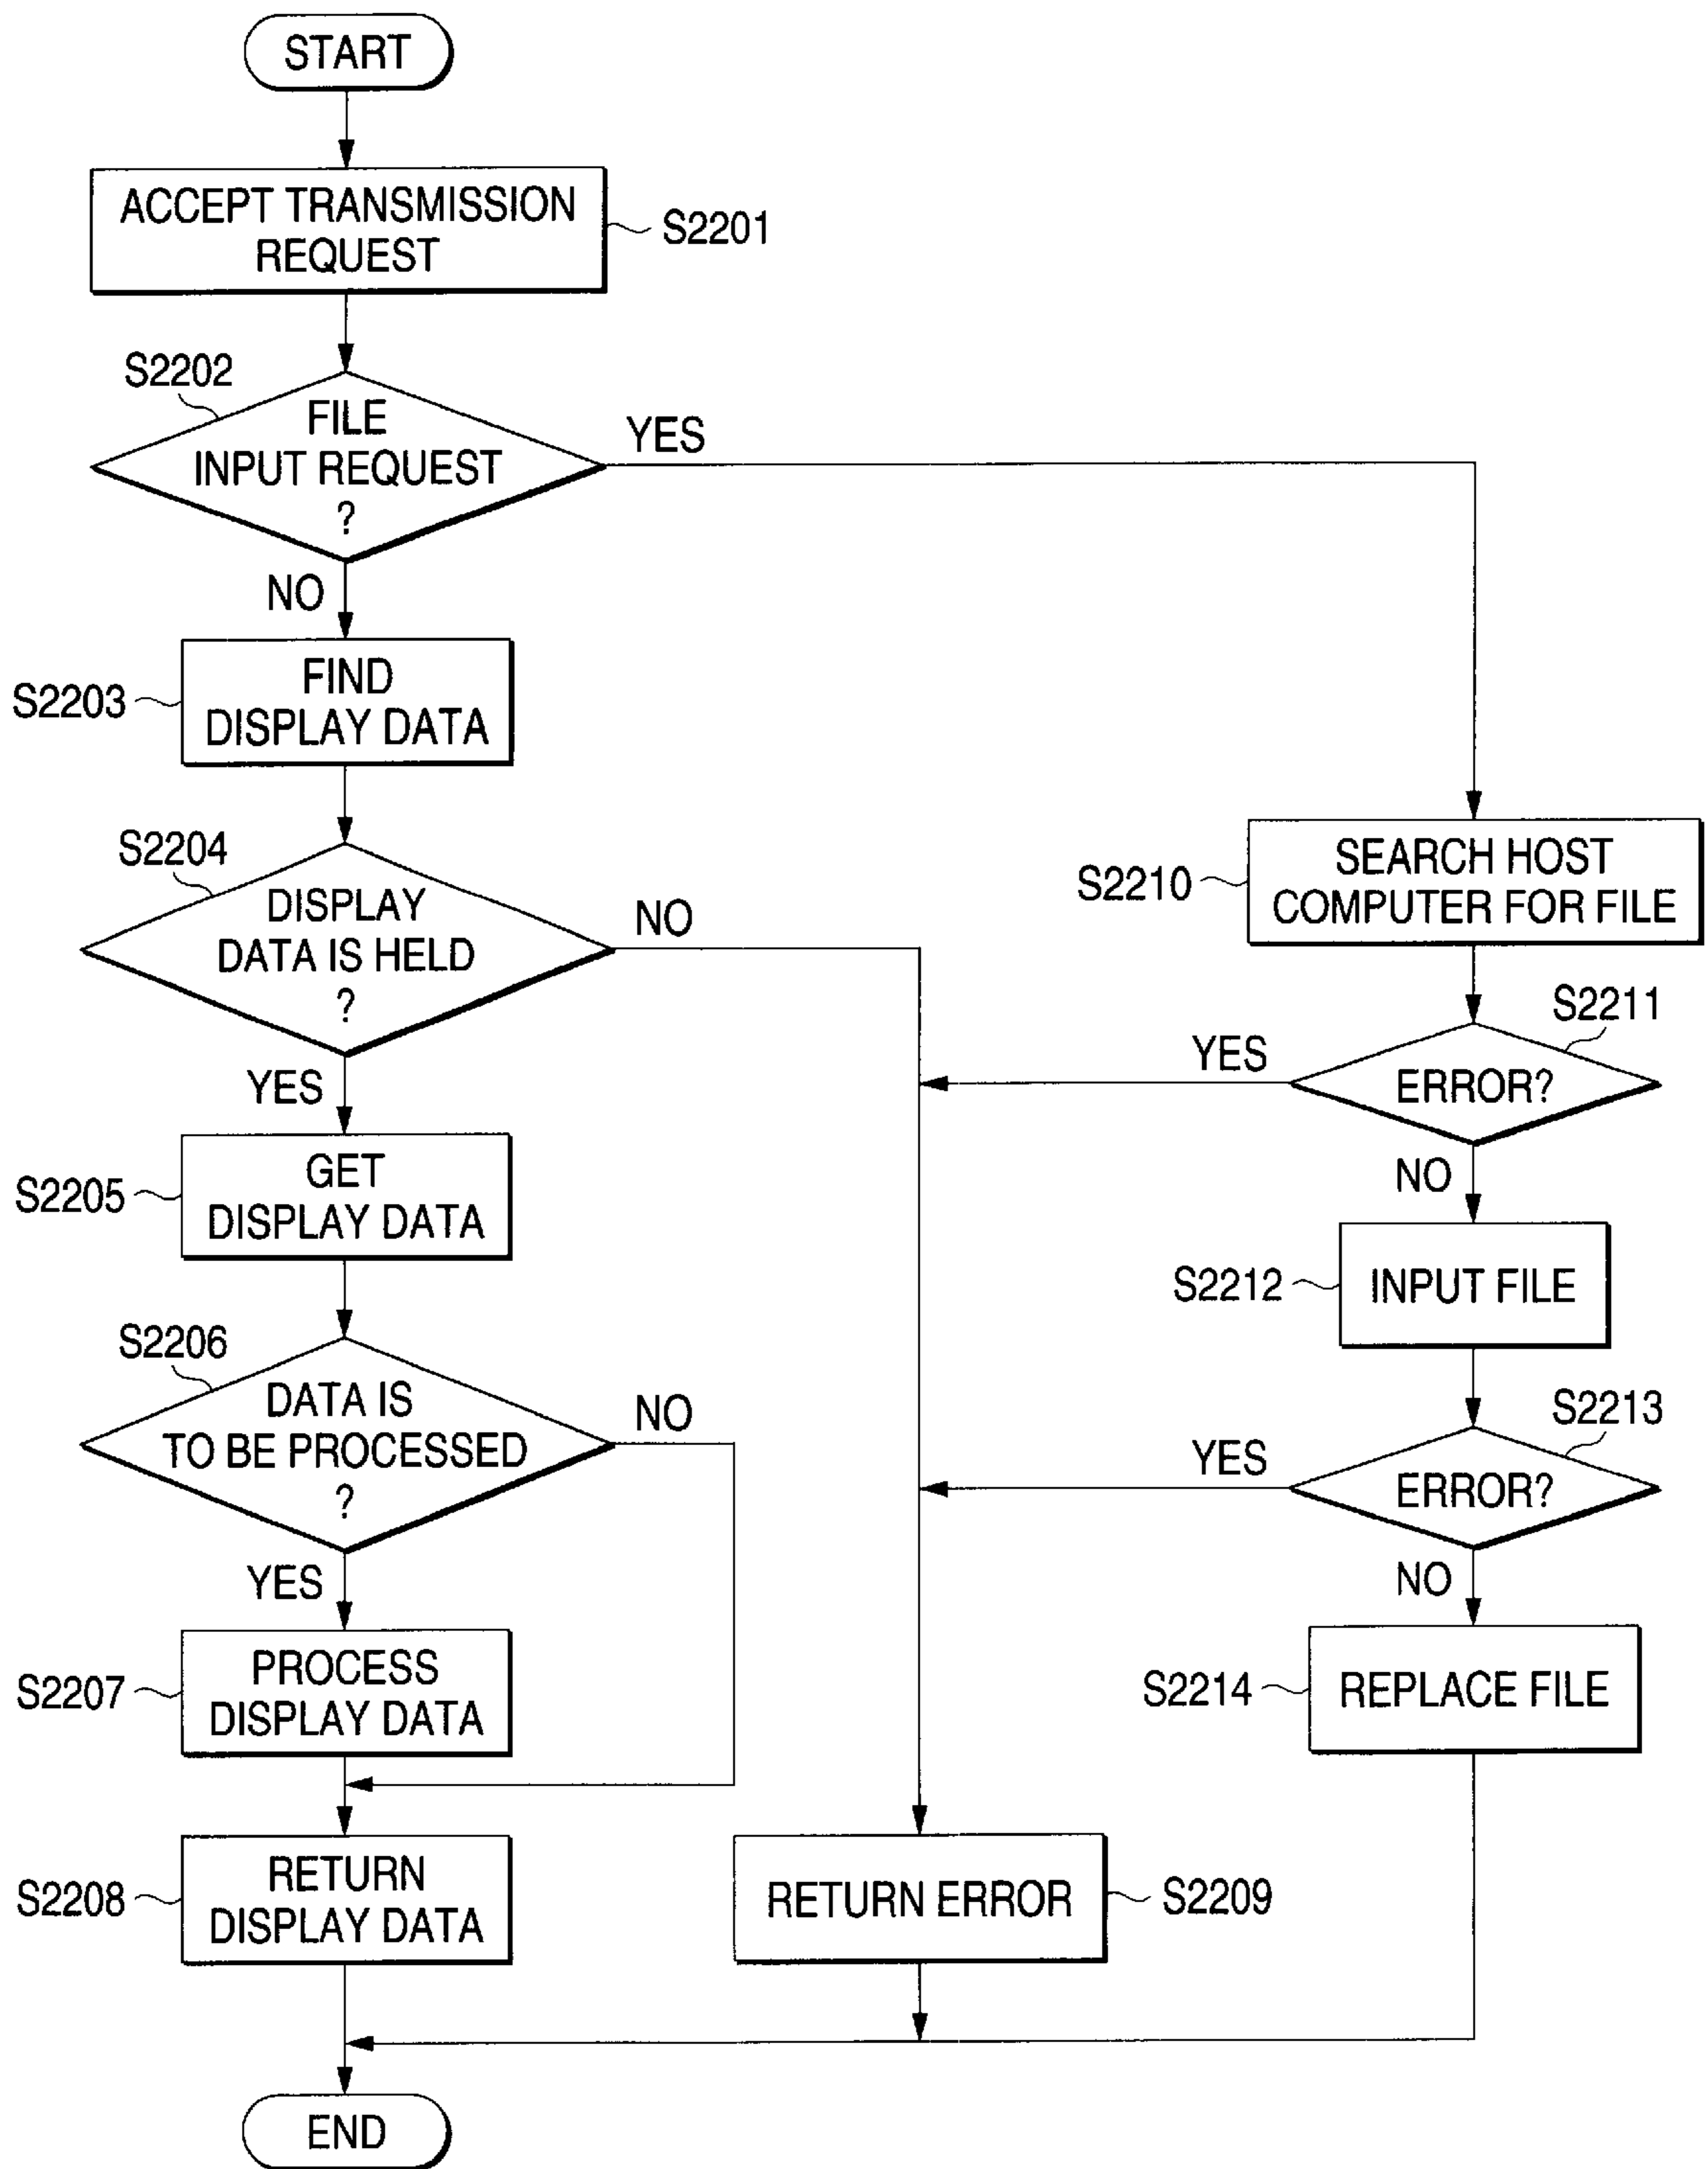 START
ACCEPT TRANSMISSION
REQUEST
S2201
S2202
FILE
INPUT REQUEST
?
YES
NO
S2203
FIND
DISPLAY DATA
S2204
DISPLAY
DATA IS HELD
?
NO
YES
S2205
GET
DISPLAY DATA
S2206
DATA IS
TO BE PROCESSED
?
NO
YES
S2207
PROCESS
DISPLAY DATA
S2208
RETURN
DISPLAY DATA
RETURN ERROR
S2209
S2210
SEARCH HOST
COMPUTER FOR FILE
S2211
ERROR?
YES
NO
S2212
INPUT FILE
S2213
ERROR?
YES
NO
S2214
REPLACE FILE
END